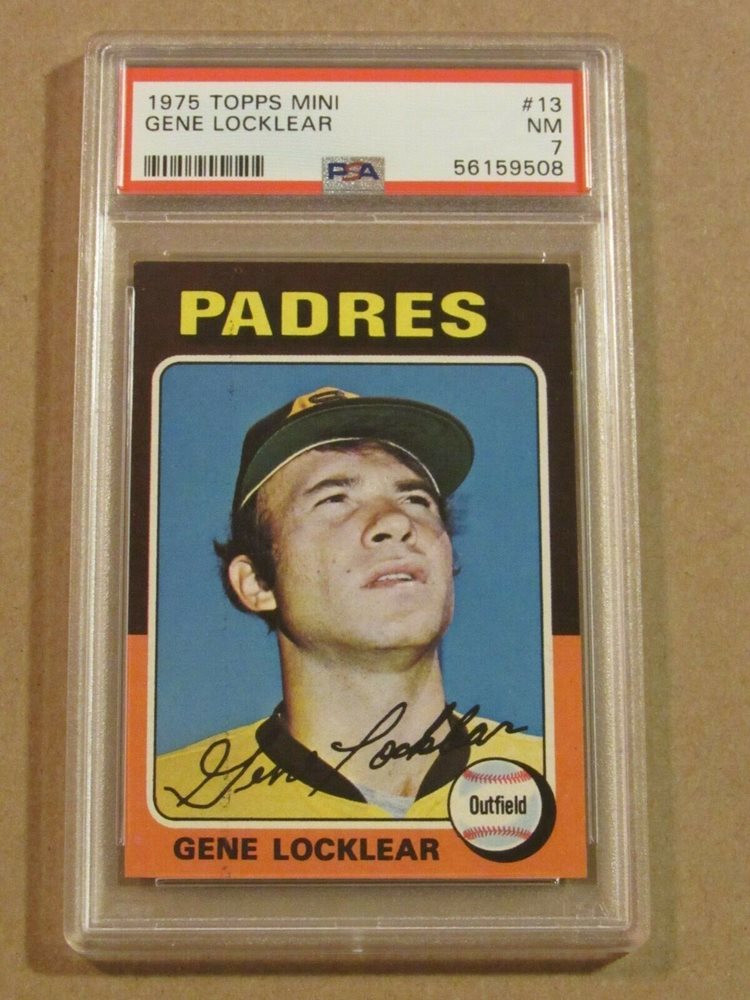 1975 TOPPS MINI #13
GENE LOCKLEAR NM
7
PSA 56159508
PADRES
Gene Locklear
Outfield
GENE LOCKLEAR